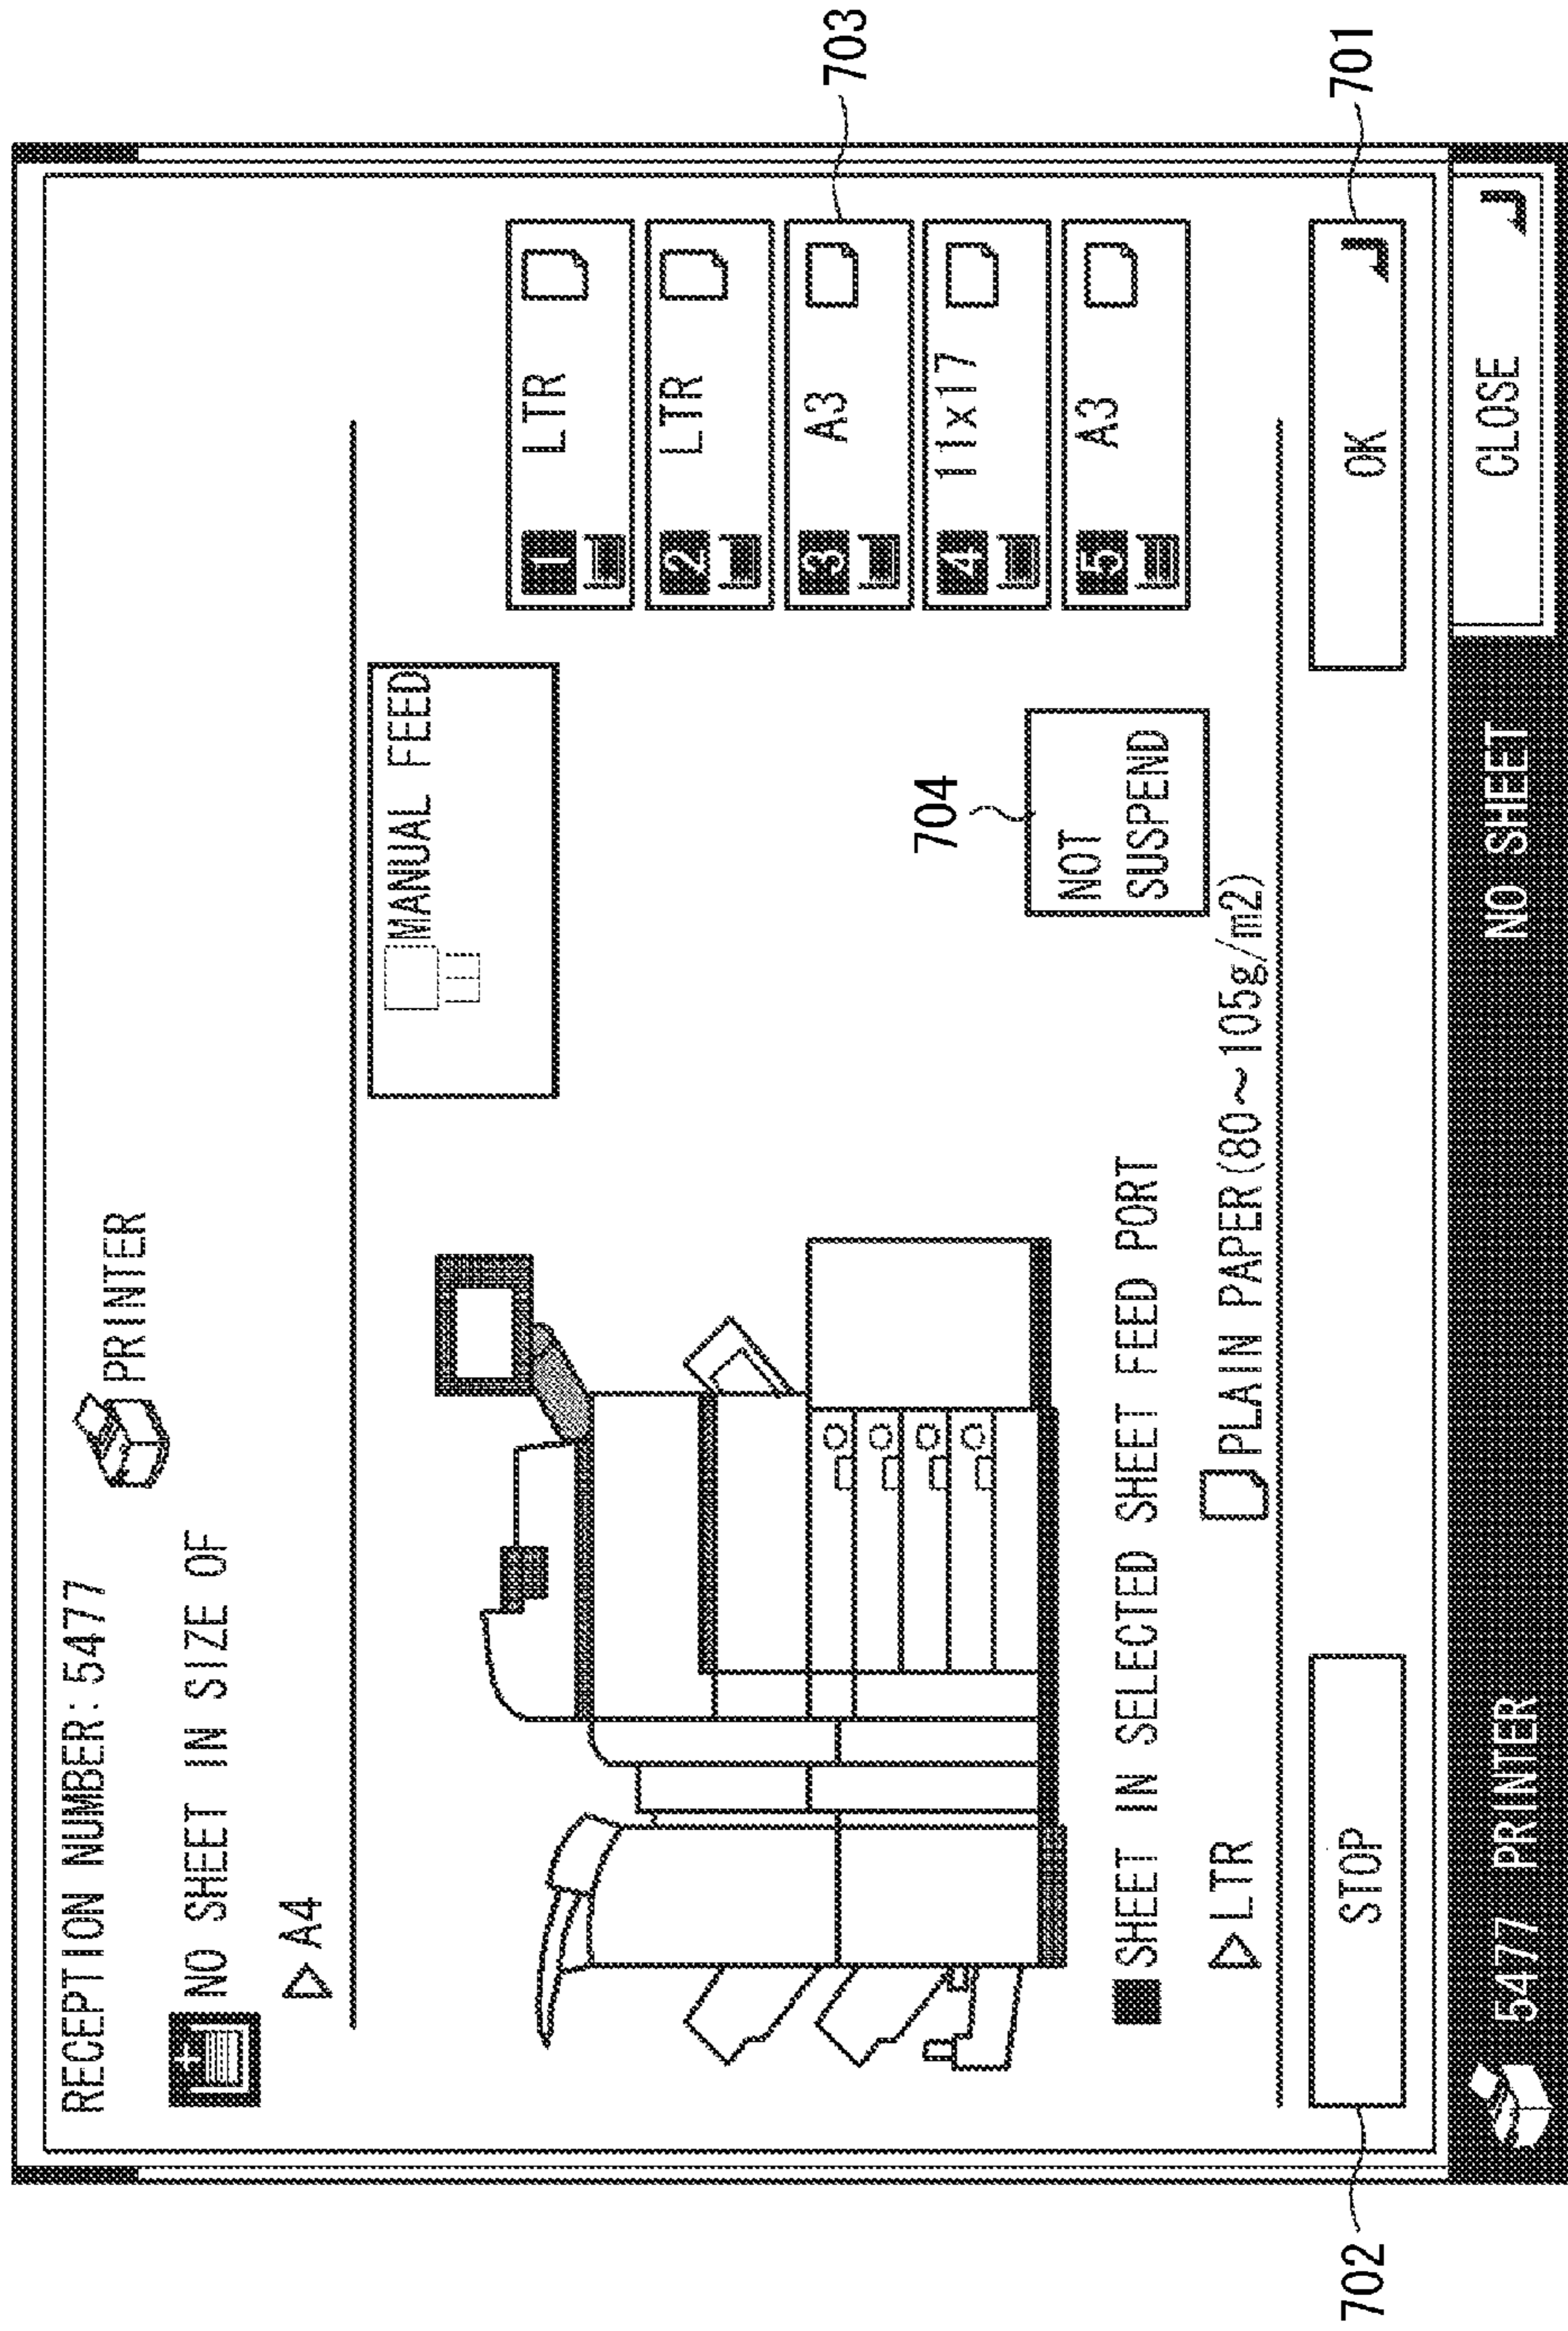 RECEPTION NUMBER: 5477 PRINTER
NO SHEET IN SIZE OF
▷A4
MANUAL FEED
1 LTR
2 LTR
3 A3
703
4 11x17
5 A3
704
NOT
SUSPEND
■SHEET IN SELECTED SHEET FEED PORT
▷LTR PLAIN PAPER(80~105g/m2)
702
STOP
OK
701
5477 PRINTER NO SHEET CLOSE